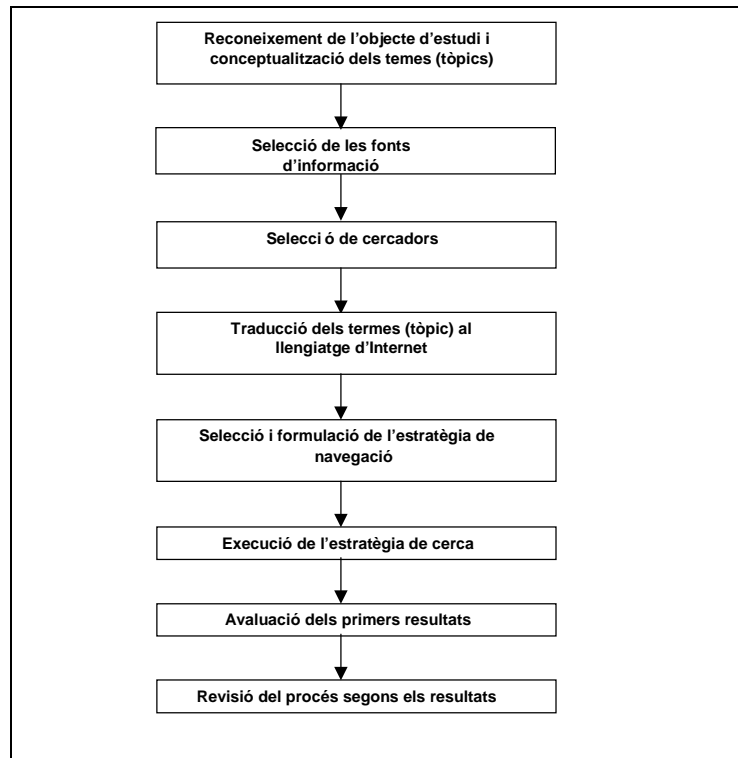 Reconeixement de l’objecte d’estudi i
conceptualització dels temes (tòpics)
Selecció de les fonts
d’informació
Selecci ó de cercadors
Traducció dels termes (tòpic) al
llengiatge d’Internet
Selecció i formulació de l’estratègia de
navegació
Execució de l’estratègia de cerca
Avaluació dels primers resultats
Revisió del procés segons els resultats